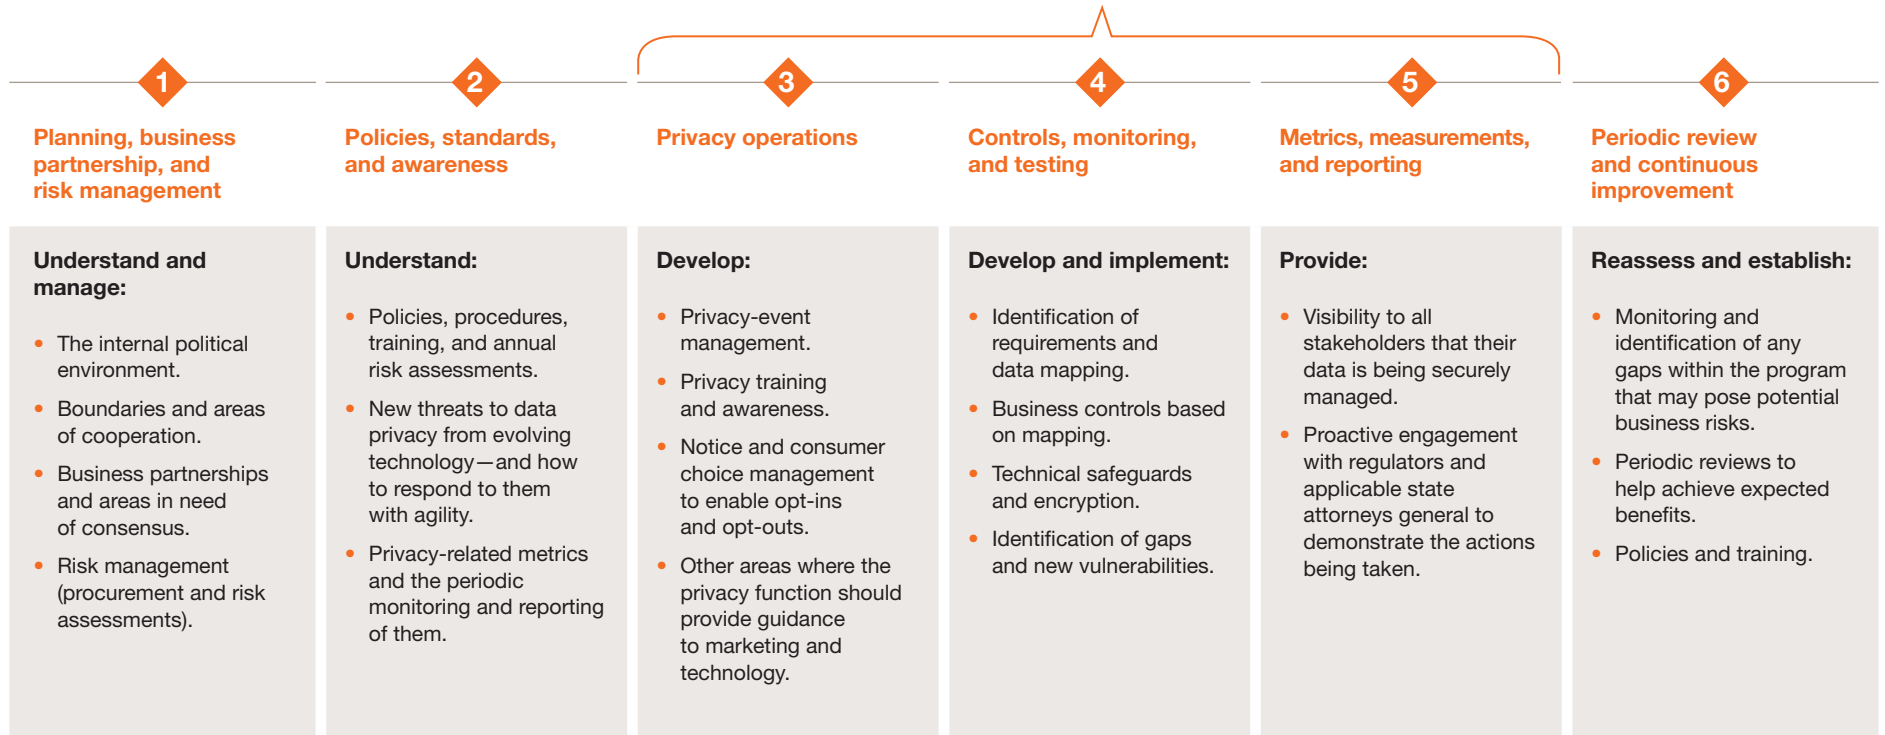 1
Planning, business
partnership, and
risk management
Understand and
manage:
• The internal political
environment.
• Boundaries and areas
of cooperation.
• Business partnerships
and areas in need
of consensus.
• Risk management
(procurement and risk
assessments).
2
Policies, standards,
and awareness
Understand:
• Policies, procedures,
training, and annual
risk assessments.
• New threats to data
privacy from evolving
technology—and how
to respond to them
with agility.
• Privacy-related metrics
and the periodic
monitoring and reporting
of them.
3
Privacy operations
Develop:
• Privacy-event
management.
• Privacy training
and awareness.
• Notice and consumer
choice management
to enable opt-ins
and opt-outs.
• Other areas where the
privacy function should
provide guidance
to marketing and
technology.
4
Controls, monitoring,
and testing
Develop and implement:
• Identification of
requirements and
data mapping.
• Business controls based
on mapping.
• Technical safeguards
and encryption.
• Identification of gaps
and new vulnerabilities.
5
Metrics, measurements,
and reporting
Provide:
• Visibility to all
stakeholders that their
data is being securely
managed.
• Proactive engagement
with regulators and
applicable state
attorneys general to
demonstrate the actions
being taken.
6
Periodic review
and continuous
improvement
Reassess and establish:
• Monitoring and
identification of any
gaps within the program
that may pose potential
business risks.
• Periodic reviews to
help achieve expected
benefits.
• Policies and training.